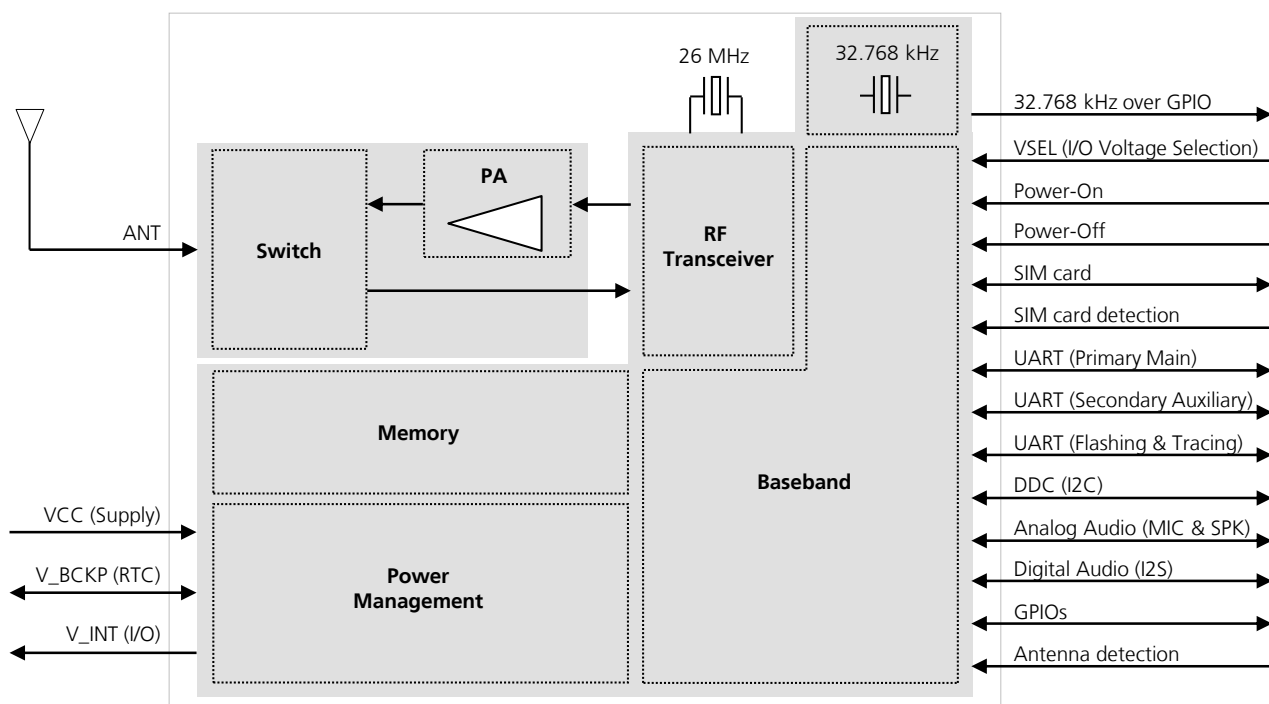 26 MHz
32.768 kHz
32.768 kHz over GPIO
VSEL (I/O Voltage Selection)
PA
Power-On
ANT
Switch
RF
Transceiver
Power-Off
SIM card
SIM card detection
UART (Primary Main)
UART (Secondary Auxiliary)
Memory
UART (Flashing & Tracing)
Baseband
DDC (I2C)
VCC (Supply)
Analog Audio (MIC & SPK)
V_BCKP (RTC)
Power
Management
Digital Audio (I2S)
GPIOs
V_INT (I/O)
Antenna detection